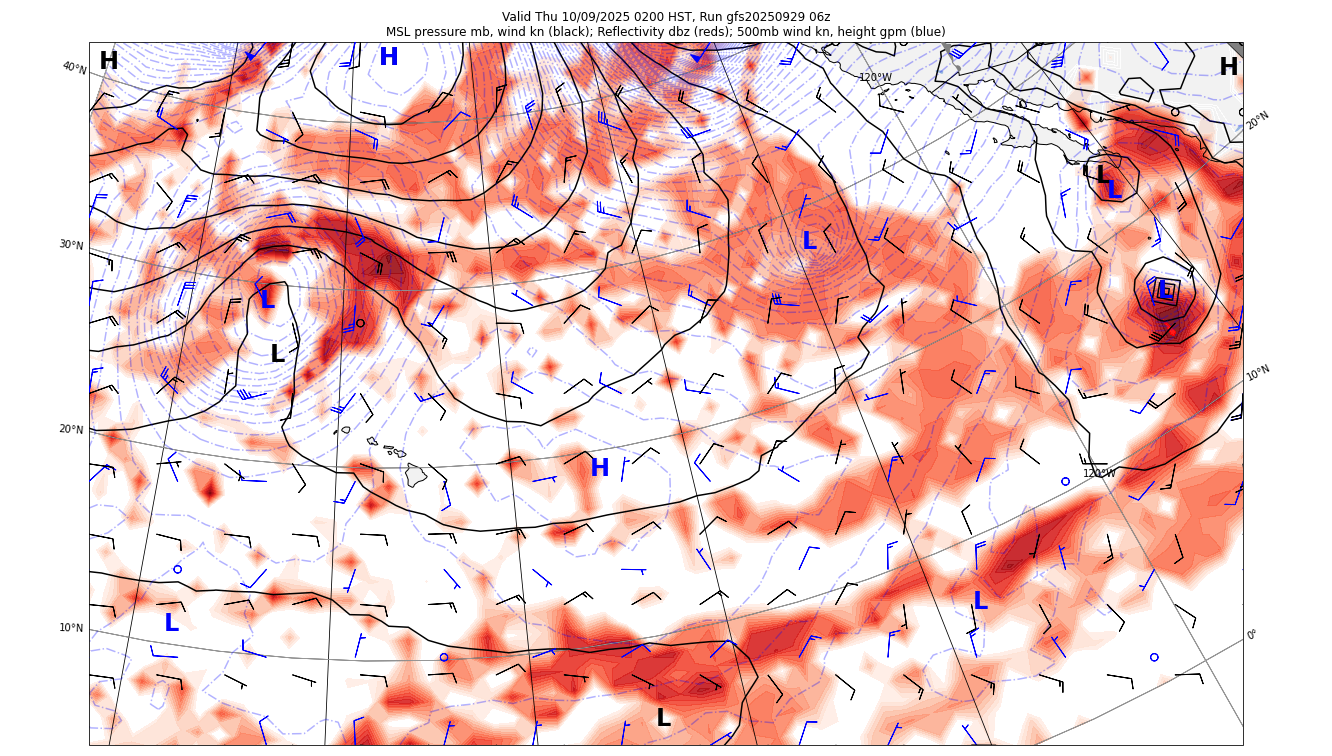 Valid Thu 10/09/2025 0200 HST, Run gfs20250929 06z
MSL pressure mb, wind kn (black); Reflectivity dbz (reds); 500mb wind kn, height gpm (blue)
H
H
H
40°N
120°W
20°N
L
L
30°N
L
L
L
L
10°N
20°N
H
120°W
L
L
10°N
0°
L